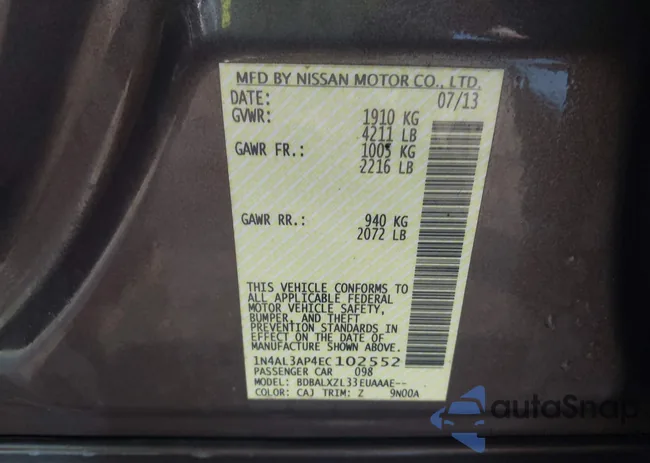 MFD BY NISSAN MOTOR CO., LTD.
DATE: 07/13
GVWR: 1910 KG
4211 LB
GAWR FR.: 1005 KG
2216 LB
GAWR RR.: 940 KG
2072 LB
THIS VEHICLE CONFORMS TO
ALL APPLICABLE FEDERAL
MOTOR VEHICLE SAFETY,
BUMPER, AND THEFT
PREVENTION STANDARDS IN
EFFECT ON THE DATE OF
MANUFACTURE SHOWN ABOVE.
1N4AL3AP4EC102552
PASSENGER CAR 098
MODEL: BDBALXZL33EUAAAE--
COLOR: CAJ TRIM: Z 9N00A
autoSnap